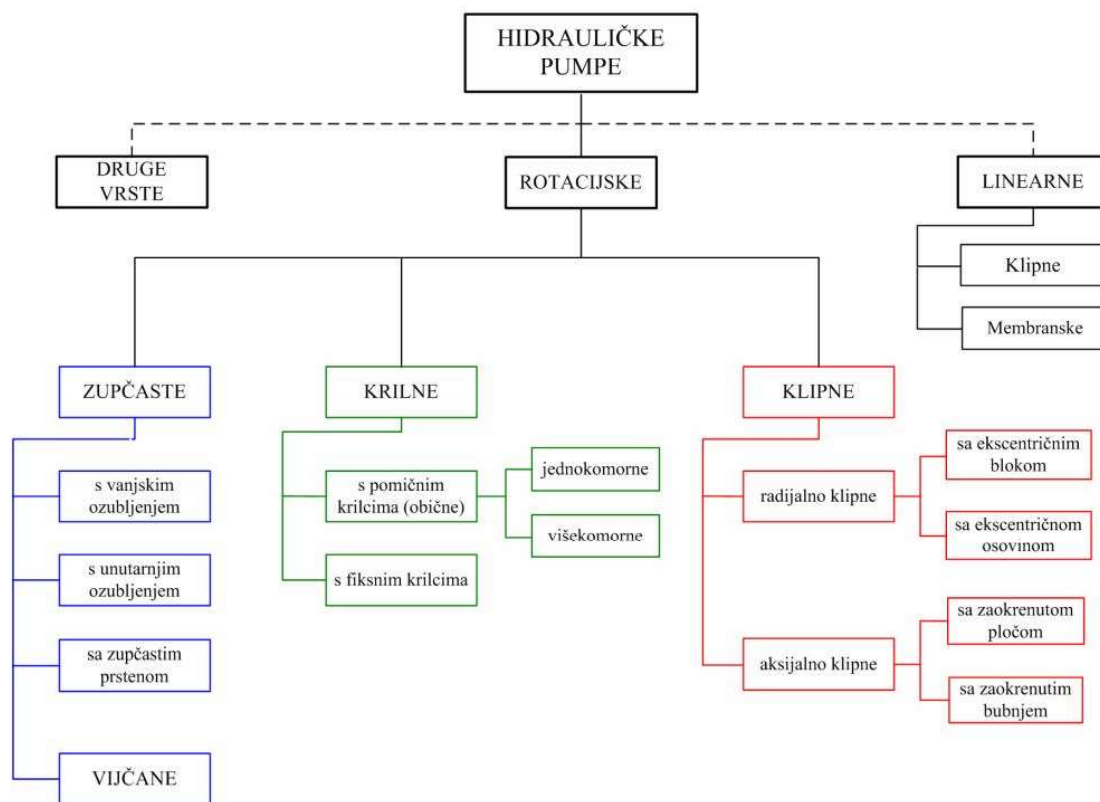 HIDRAULIČKE
PUMPE
DRUGE
VRSTE
ROTACIJSKE
LINEARNE
Klipne
Membranske
ZUPČASTE
s vanjskim
ozubljenjem
s unutarnjim
ozubljenjem
sa zupčastim
prstenom
VIJČANE
KRILNE
s pomičnim
krilcima (obične)
jednokomorne
višekomorne
s fiksnim krilcima
KLIPNE
radijalno klipne
sa ekscentričnim
blokom
sa ekscentričnom
osovinom
aksijalno klipne
sa zaokrenutom
pločom
sa zaokrenutim
bubnjem